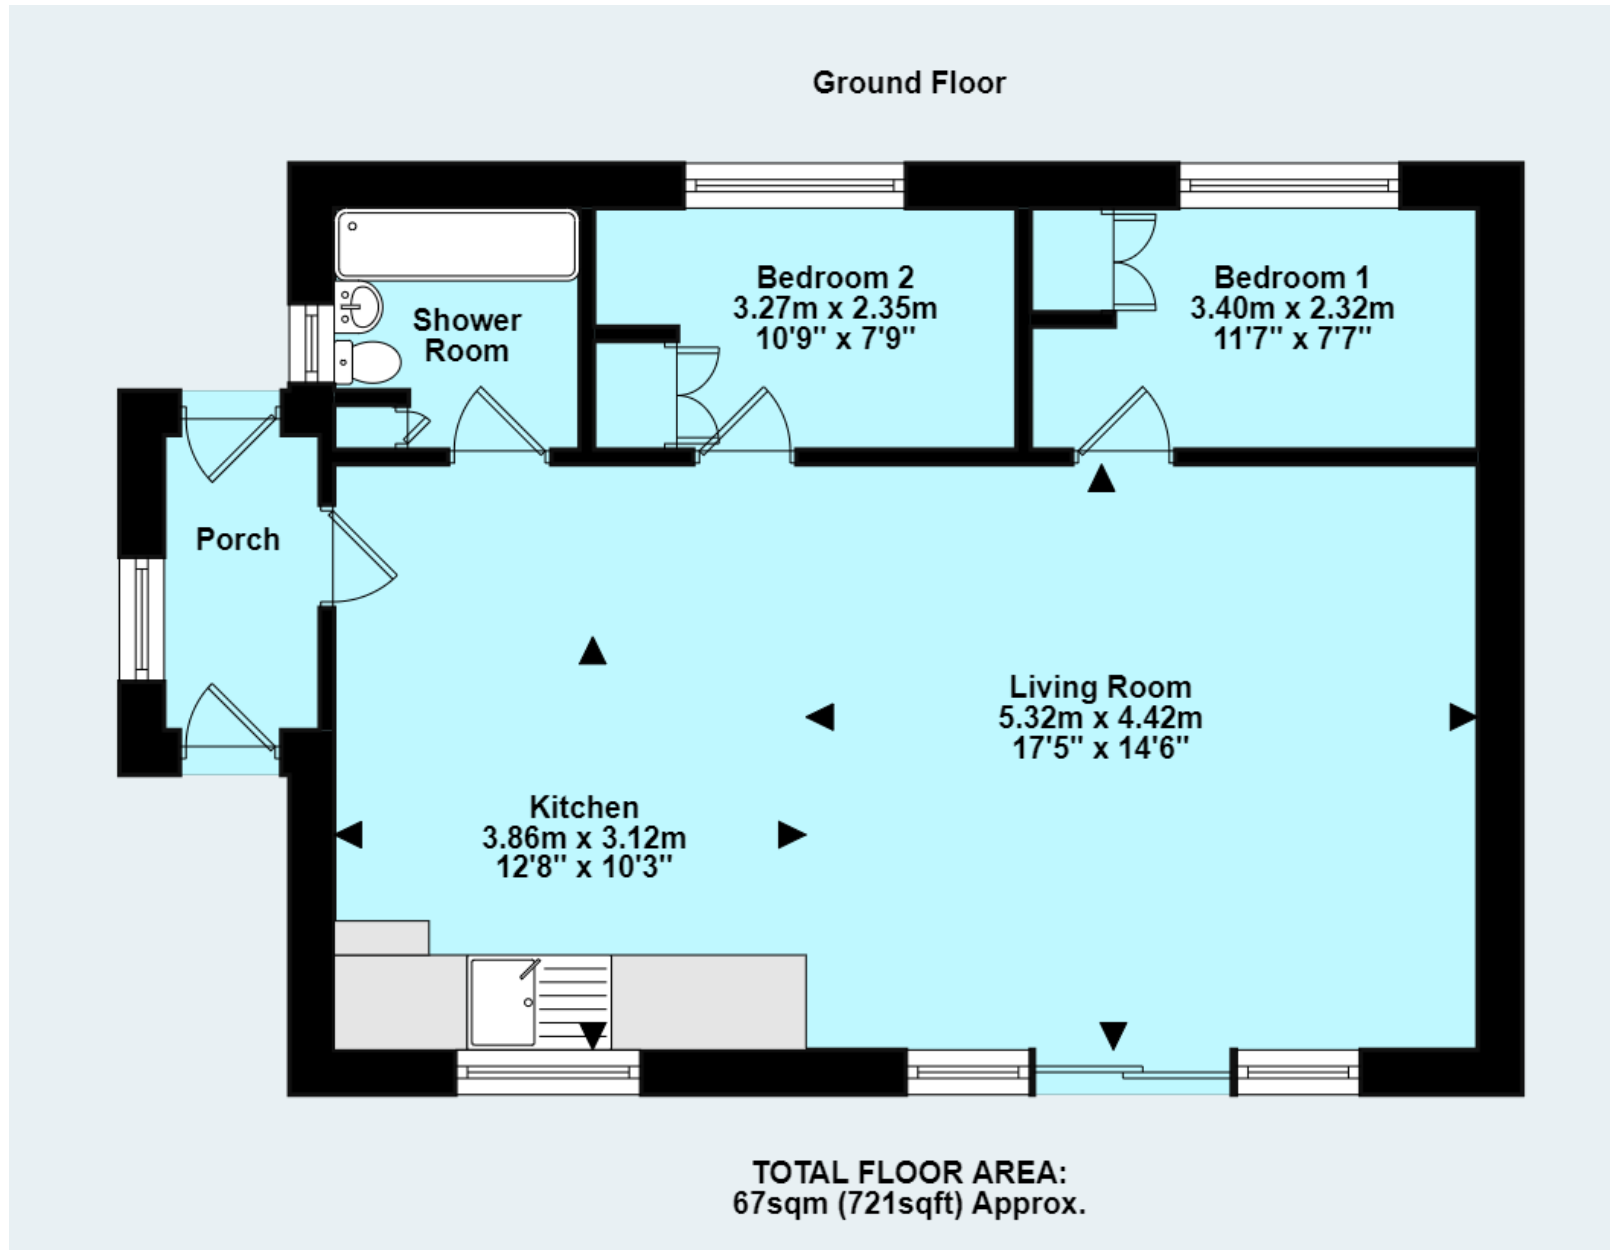 Ground Floor
Bedroom 2
3.27m x 2.35m
10'9" x 7'9"
Bedroom 1
3.40m x 2.32m
11'7" x 7'7"
Shower
Room
Porch
Living Room
5.32m x 4.42m
17'5" x 14'6"
Kitchen
3.86m x 3.12m
12'8" x 10'3"
TOTAL FLOOR AREA:
67sqm (721sqft) Approx.